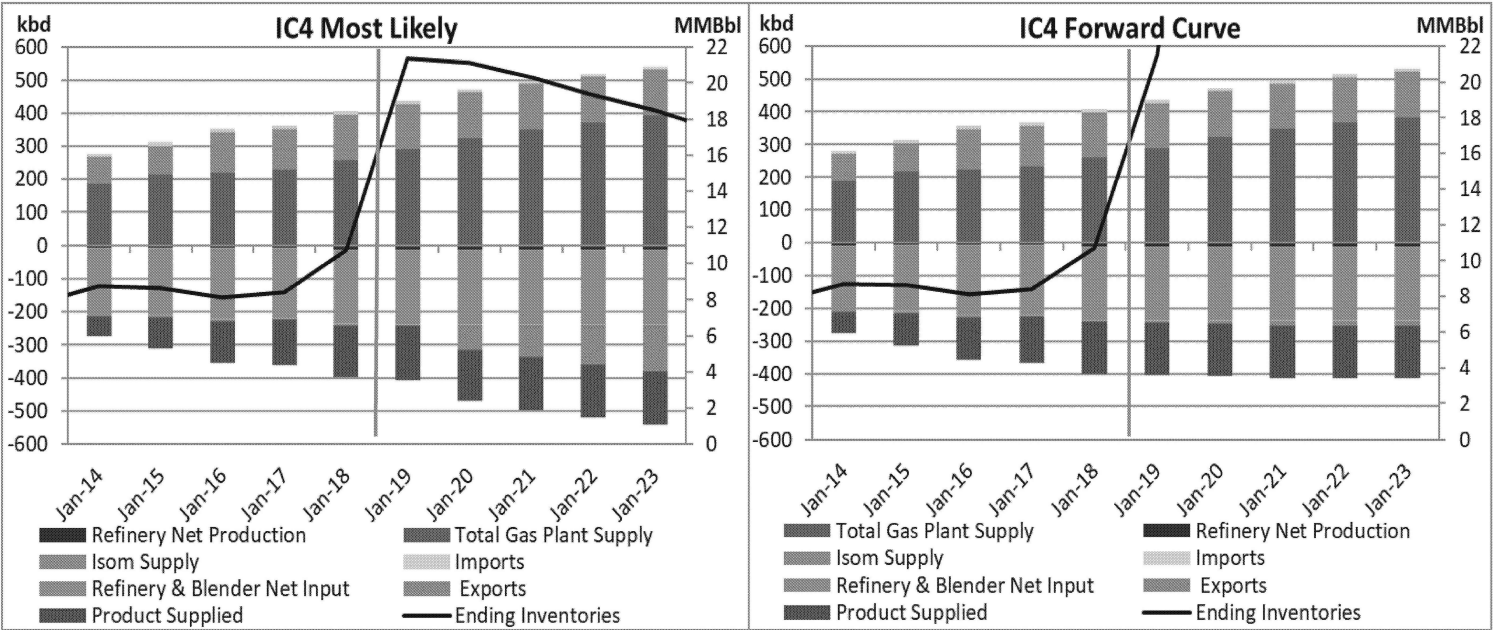 kbd IC4 Most Likely MMBbl
600 22
500 20
400 18
300 16
200 14
100 12
0 10
-100 8
-200 6
-300 4
-400 2
-500 0
-600
Jan-14 Jan-15 Jan-16 Jan-17 Jan-18 Jan-19 Jan-20 Jan-21 Jan-22 Jan-23
Refinery Net Production Total Gas Plant Supply
Isom Supply Imports
Refinery & Blender Net Input Exports
Product Supplied Ending Inventories
kbd IC4 Forward Curve MMBbl
600 22
500 20
400 18
300 16
200 14
100 12
0 10
-100 8
-200 6
-300 4
-400 2
-500 0
-600
Jan-14 Jan-15 Jan-16 Jan-17 Jan-18 Jan-19 Jan-20 Jan-21 Jan-22 Jan-23
Total Gas Plant Supply Refinery Net Production
Isom Supply Imports
Refinery & Blender Net Input Exports
Product Supplied Ending Inventories